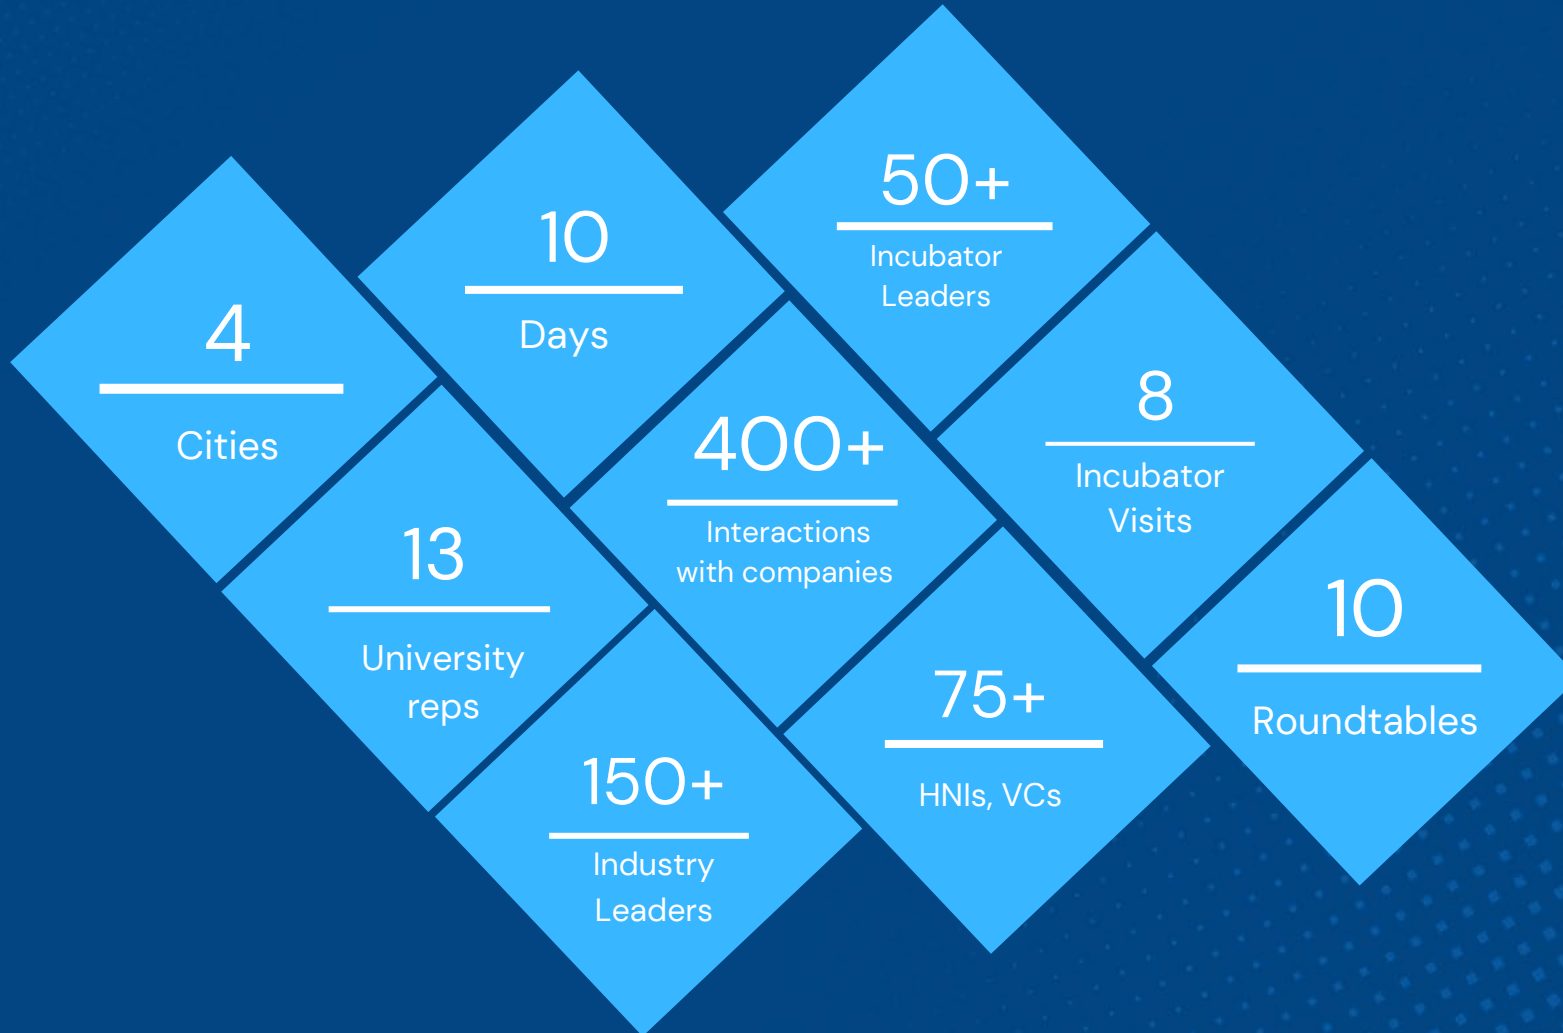 4
Cities
10
Days
50+
Incubator
Leaders
13
University
reps
400+
Interactions
with companies
8
Incubator
Visits
150+
Industry
Leaders
75+
HNIs, VCs
10
Roundtables